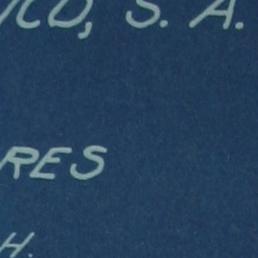 ICO, S. A.
RES
H.